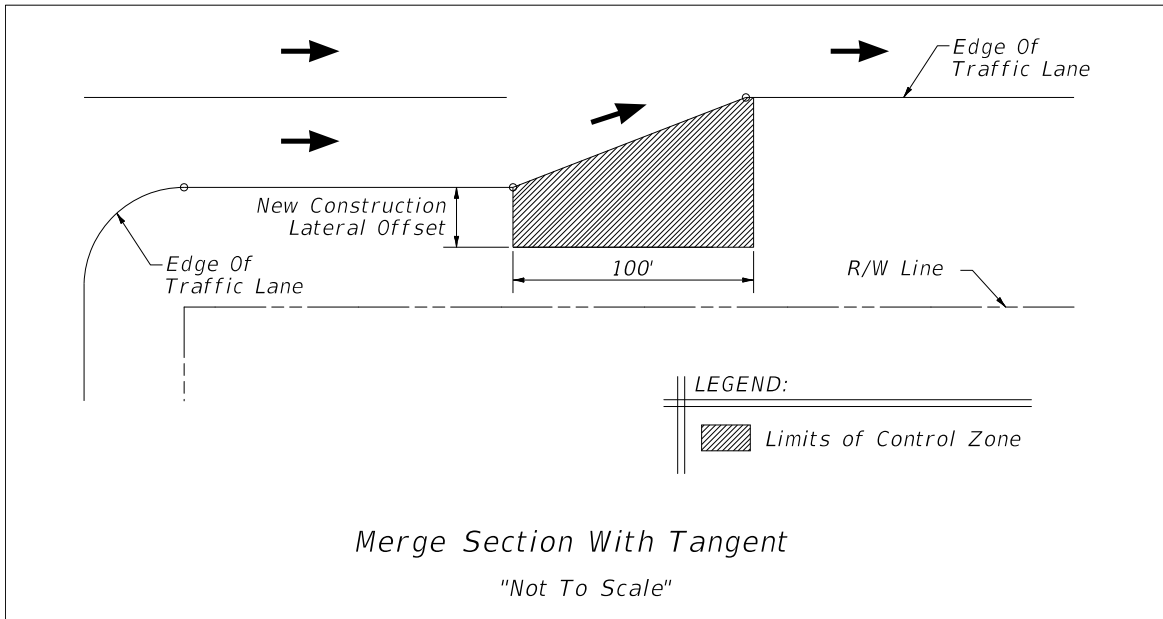 Edge Of
Traffic Lane
New Construction
Lateral Offset
Edge Of
Traffic Lane
100'
R/W Line
LEGEND:
Limits of Control Zone
Merge Section With Tangent
"Not To Scale"